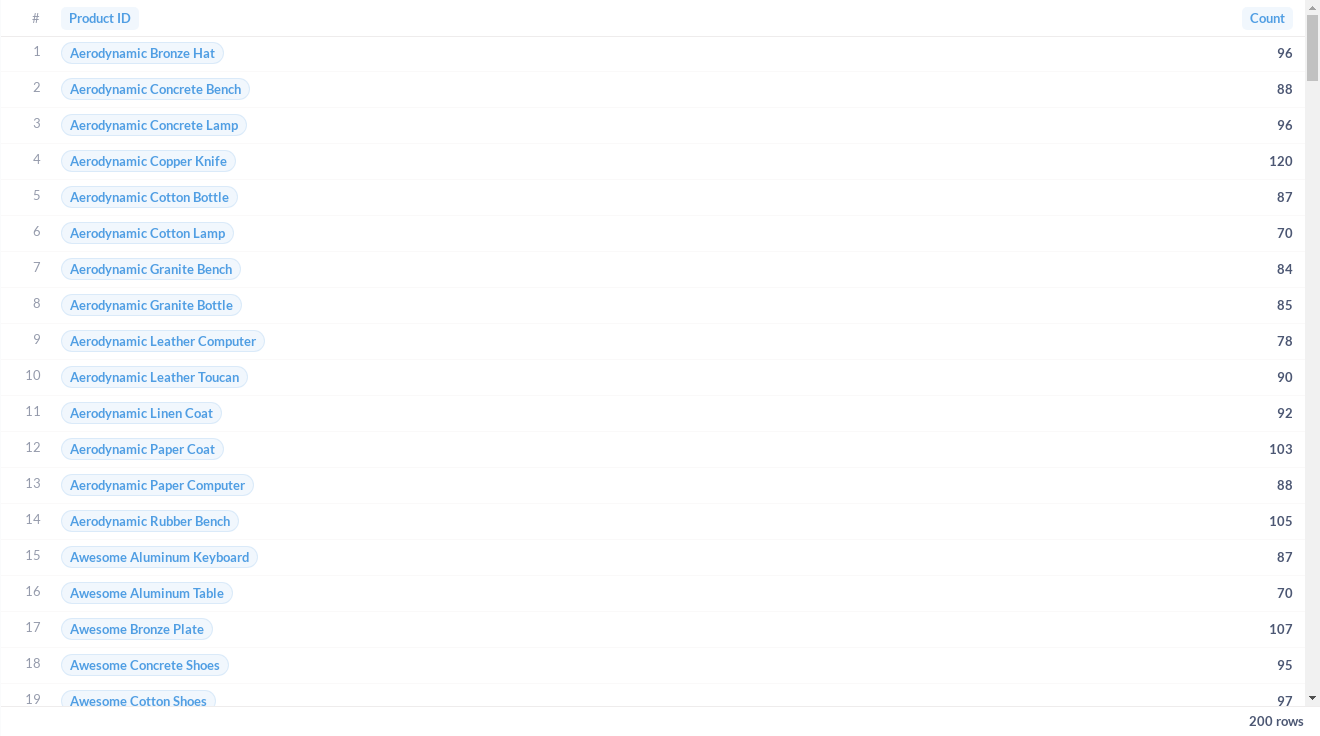 # Product ID Count
1 Aerodynamic Bronze Hat 96
2 Aerodynamic Concrete Bench 88
3 Aerodynamic Concrete Lamp 96
4 Aerodynamic Copper Knife 120
5 Aerodynamic Cotton Bottle 87
6 Aerodynamic Cotton Lamp 70
7 Aerodynamic Granite Bench 84
8 Aerodynamic Granite Bottle 85
9 Aerodynamic Leather Computer 78
10 Aerodynamic Leather Toucan 90
11 Aerodynamic Linen Coat 92
12 Aerodynamic Paper Coat 103
13 Aerodynamic Paper Computer 88
14 Aerodynamic Rubber Bench 105
15 Awesome Aluminum Keyboard 87
16 Awesome Aluminum Table 70
17 Awesome Bronze Plate 107
18 Awesome Concrete Shoes 95
19 Awesome Cotton Shoes 97
200 rows